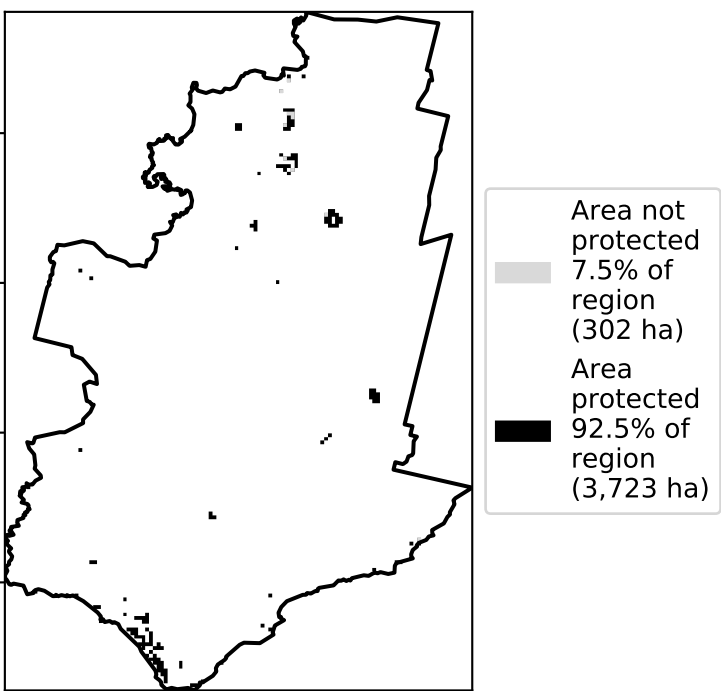 Area not
protected
7.5% of
region
(302 ha)
Area
protected
92.5% of
region
(3,723 ha)